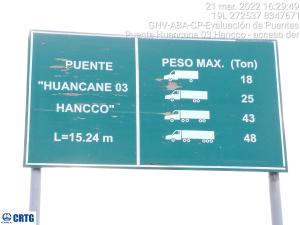 21 mar. 2022 16:29:49
19L 272537 8347671
GNV-ABA-CP-Evaluación de Puentes
Puente Huancane 03 Hancco - acceso der
PUENTE
"HUANCANE 03
HANCCO"
L=15.24 m
PESO MAX. (Ton)
18
25
43
48
CRTG